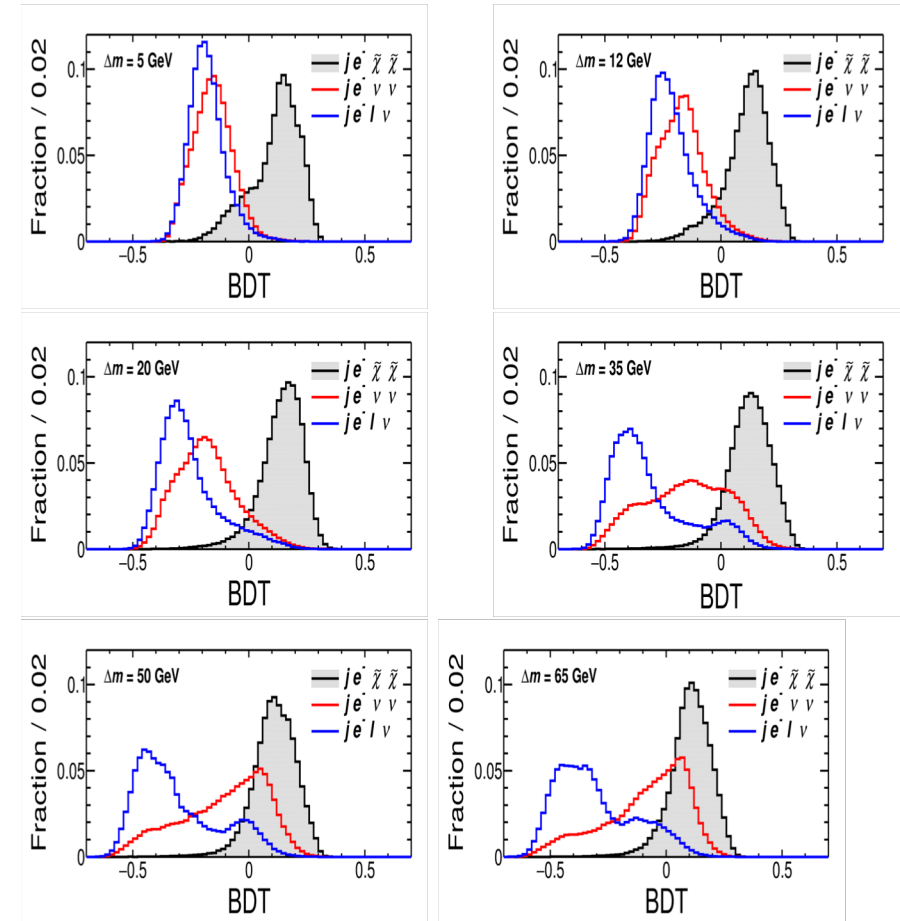 Fraction / 0.02
Δm = 5 GeV
j e⁻ χ̃ χ̃
j e⁻ ν ν
j e⁻ l ν
0.1
0.05
0
−0.5 0 0.5
BDT
Fraction / 0.02
Δm = 12 GeV
j e⁻ χ̃ χ̃
j e⁻ ν ν
j e⁻ l ν
0.1
0.05
0
−0.5 0 0.5
BDT
Fraction / 0.02
Δm = 20 GeV
j e⁻ χ̃ χ̃
j e⁻ ν ν
j e⁻ l ν
0.1
0.05
0
−0.5 0 0.5
BDT
Fraction / 0.02
Δm = 35 GeV
j e⁻ χ̃ χ̃
j e⁻ ν ν
j e⁻ l ν
0.1
0.05
0
−0.5 0 0.5
BDT
Fraction / 0.02
Δm = 50 GeV
j e⁻ χ̃ χ̃
j e⁻ ν ν
j e⁻ l ν
0.1
0.05
0
−0.5 0 0.5
BDT
Fraction / 0.02
Δm = 65 GeV
j e⁻ χ̃ χ̃
j e⁻ ν ν
j e⁻ l ν
0.1
0.05
0
−0.5 0 0.5
BDT